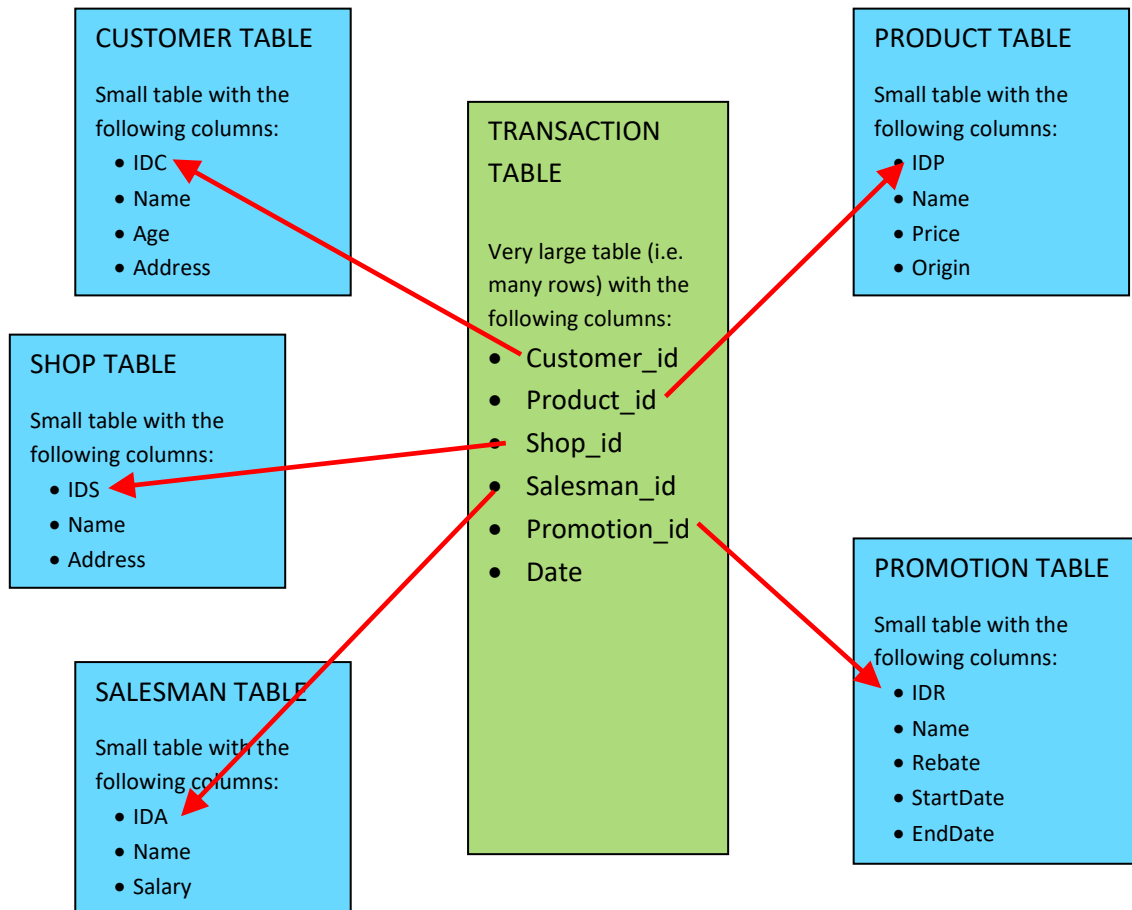 CUSTOMER TABLE
Small table with the
following columns:
• IDC
• Name
• Age
• Address
SHOP TABLE
Small table with the
following columns:
• IDS
• Name
• Address
SALESMAN TABLE
Small table with the
following columns:
• IDA
• Name
• Salary
TRANSACTION
TABLE
Very large table (i.e.
many rows) with the
following columns:
• Customer_id
• Product_id
• Shop_id
• Salesman_id
• Promotion_id
• Date
PRODUCT TABLE
Small table with the
following columns:
• IDP
• Name
• Price
• Origin
PROMOTION TABLE
Small table with the
following columns:
• IDR
• Name
• Rebate
• StartDate
• EndDate